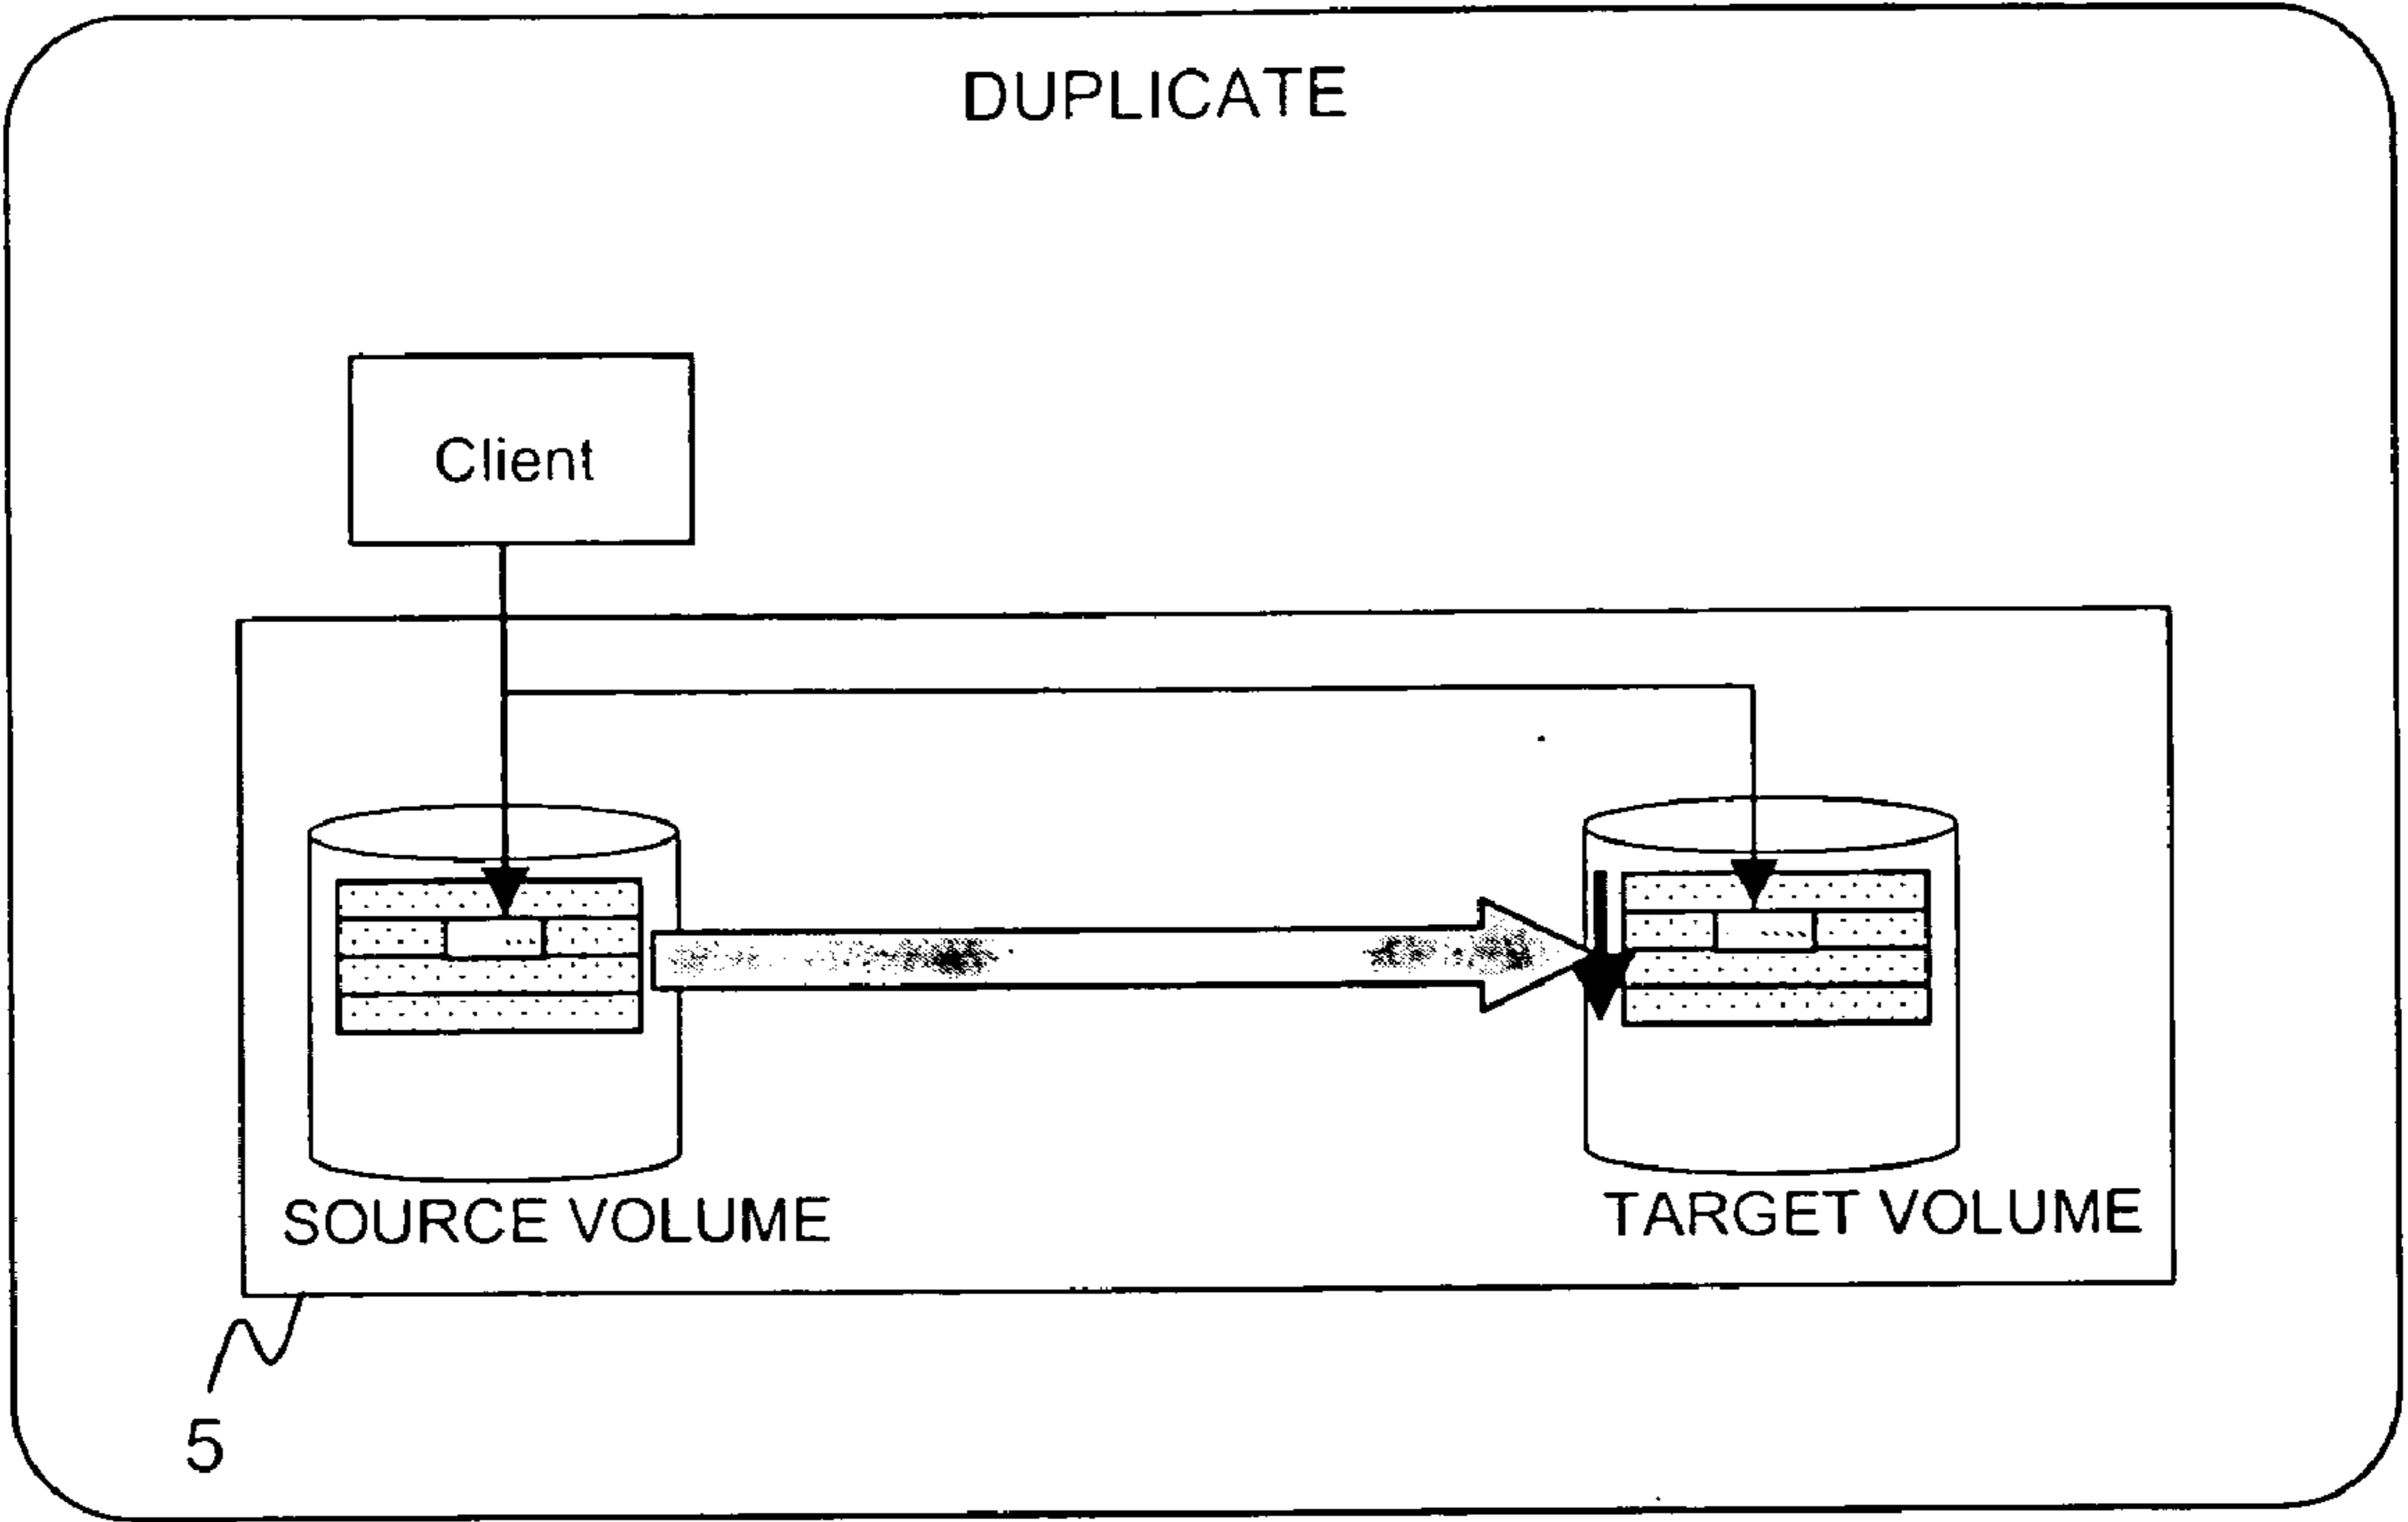 DUPLICATE
Client
SOURCE VOLUME
TARGET VOLUME
5